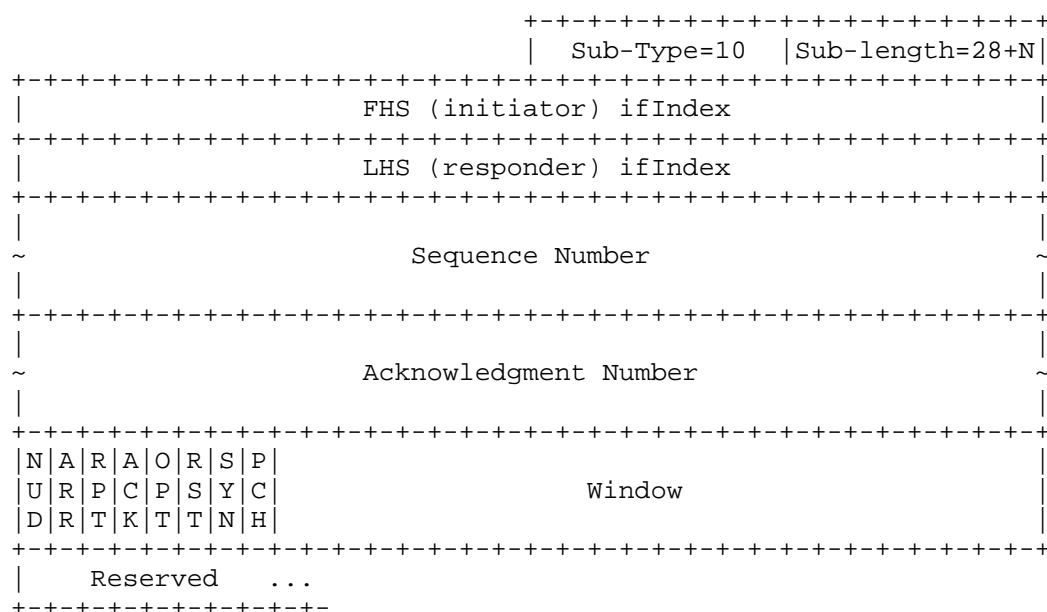 +-+-+-+-+-+-+-+-+-+-+-+-+-+-+-+-+
| Sub-Type=10 |Sub-length=28+N|
+-+-+-+-+-+-+-+-+-+-+-+-+-+-+-+-+-+-+-+-+-+-+-+-+-+-+-+-+-+-+-+-+
| FHS (initiator) ifIndex |
+-+-+-+-+-+-+-+-+-+-+-+-+-+-+-+-+-+-+-+-+-+-+-+-+-+-+-+-+-+-+-+-+
| LHS (responder) ifIndex |
+-+-+-+-+-+-+-+-+-+-+-+-+-+-+-+-+-+-+-+-+-+-+-+-+-+-+-+-+-+-+-+-+
| |
~ Sequence Number ~
| |
+-+-+-+-+-+-+-+-+-+-+-+-+-+-+-+-+-+-+-+-+-+-+-+-+-+-+-+-+-+-+-+-+
| |
~ Acknowledgment Number ~
| |
+-+-+-+-+-+-+-+-+-+-+-+-+-+-+-+-+-+-+-+-+-+-+-+-+-+-+-+-+-+-+-+-+
|N|A|R|A|O|R|S|P| |
|U|R|P|C|P|S|Y|C| Window |
|D|R|T|K|T|T|N|H| |
+-+-+-+-+-+-+-+-+-+-+-+-+-+-+-+-+-+-+-+-+-+-+-+-+-+-+-+-+-+-+-+-+
| Reserved ...
+-+-+-+-+-+-+-+-+-+-